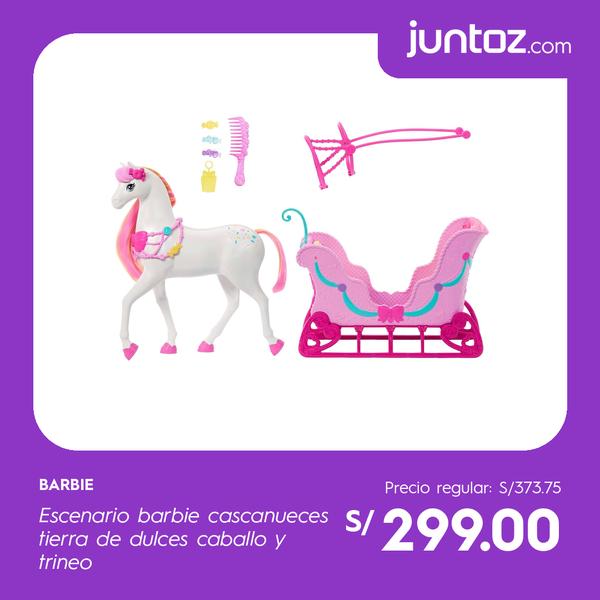 juntoz.com
BARBIE
Escenario barbie cascanueces
tierra de dulces caballo y
trineo
Precio regular: S/373.75
S/299.00